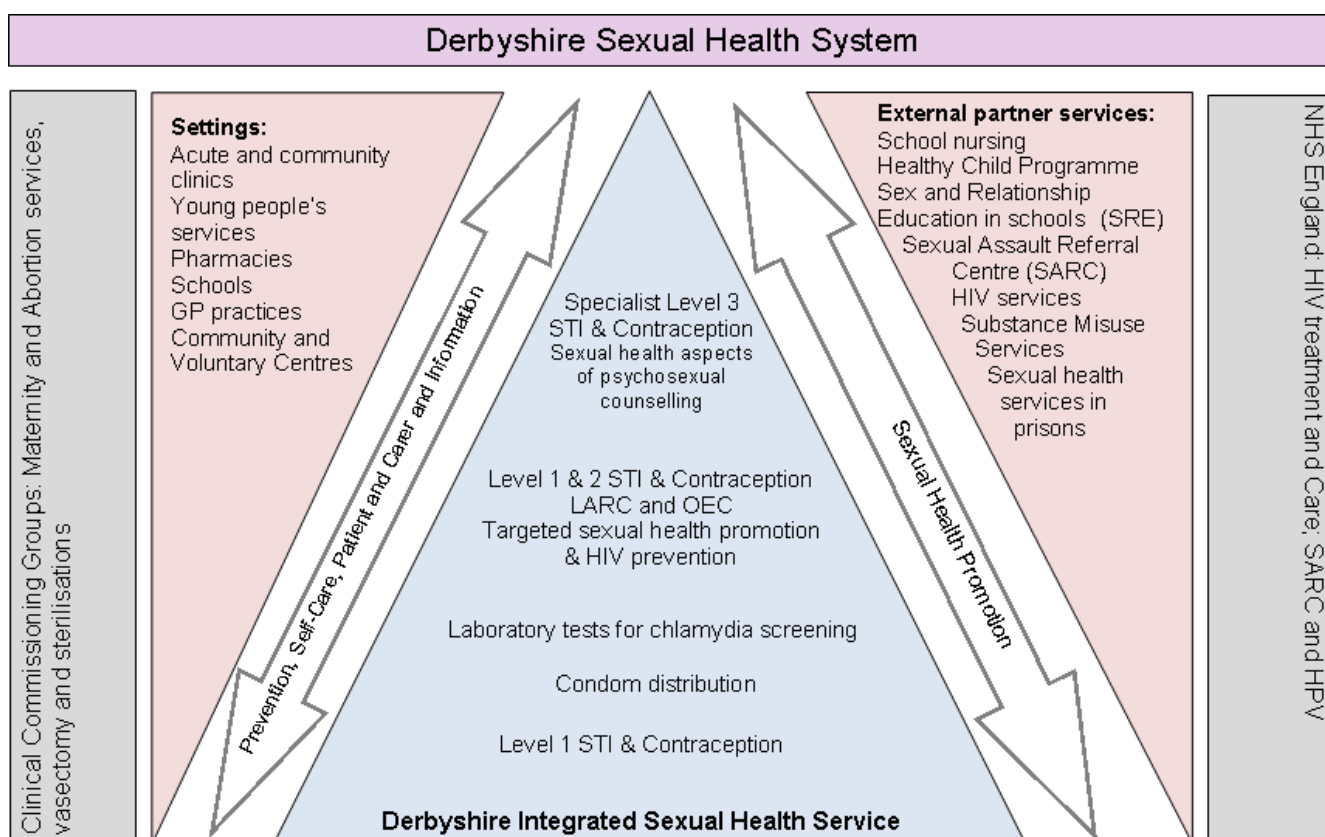 Derbyshire Sexual Health System
Clinical Commissioning Groups: Maternity and Abortion services,
vasectomy and sterilisations
Settings:
Acute and community
clinics
Young people's
services
Pharmacies
Schools
GP practices
Community and
Voluntary Centres
Prevention, Self-Care, Patient and Carer and Information
Specialist Level 3
STI & Contraception
Sexual health aspects
of psychosexual
counselling
Level 1 & 2 STI & Contraception
LARC and OEC
Targeted sexual health promotion
& HIV prevention
Laboratory tests for chlamydia screening
Condom distribution
Level 1 STI & Contraception
Derbyshire Integrated Sexual Health Service
Sexual Health Promotion
External partner services:
School nursing
Healthy Child Programme
Sex and Relationship
Education in schools (SRE)
Sexual Assault Referral
Centre (SARC)
HIV services
Substance Misuse
Services
Sexual health
services in
prisons
NHS England: HIV treatment and Care; SARC and HPV